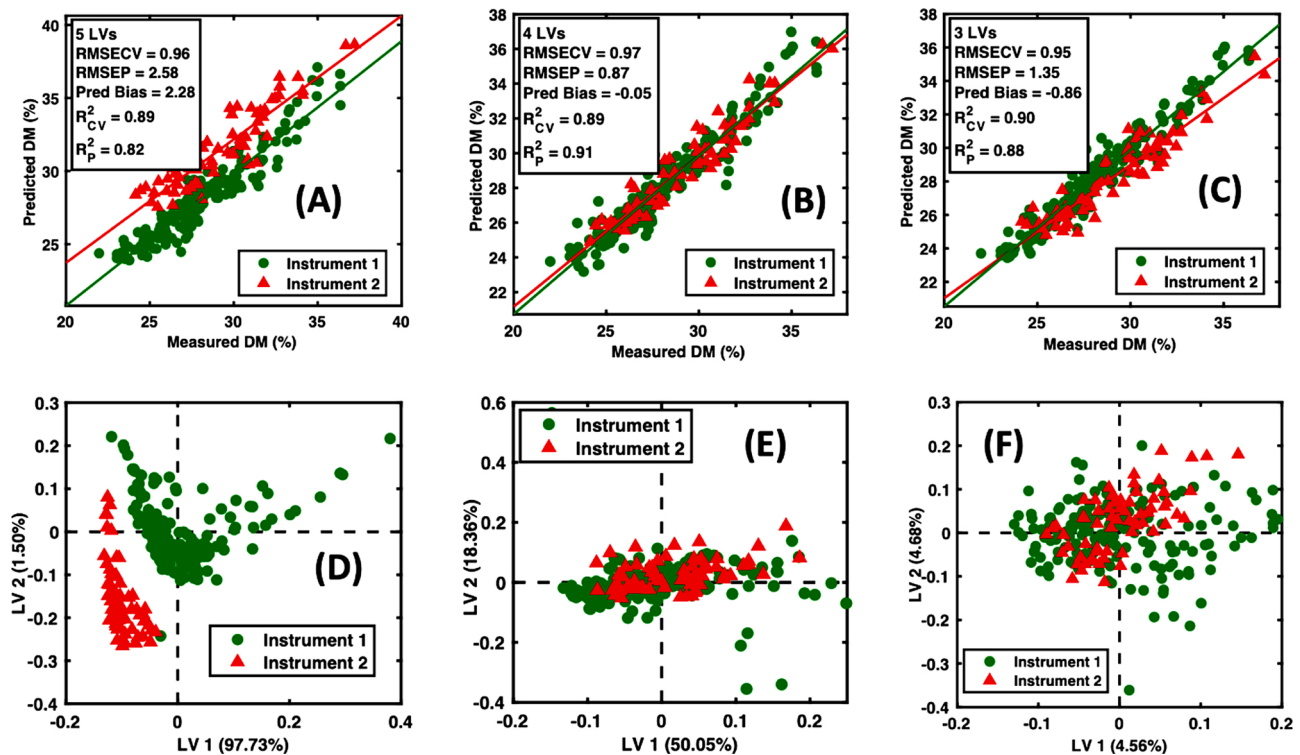 5 LVs
RMSECV = 0.96
RMSEP = 2.58
Pred Bias = 2.28
R²CV = 0.89
R²P = 0.82
(A)
Instrument 1
Instrument 2
Predicted DM (%)
40
35
30
25
20 25 30 35 40
Measured DM (%)
4 LVs
RMSECV = 0.97
RMSEP = 0.87
Pred Bias = -0.05
R²CV = 0.89
R²P = 0.91
(B)
Instrument 1
Instrument 2
Predicted DM (%)
38
36
34
32
30
28
26
24
22
20 25 30 35
Measured DM (%)
3 LVs
RMSECV = 0.95
RMSEP = 1.35
Pred Bias = -0.86
R²CV = 0.90
R²P = 0.88
(C)
Instrument 1
Instrument 2
Predicted DM (%)
38
36
34
32
30
28
26
24
22
20 25 30 35
Measured DM (%)
(D)
Instrument 1
Instrument 2
LV 2 (1.50%)
0.3
0.2
0.1
0
-0.1
-0.2
-0.3
-0.4
-0.2 0 0.2 0.4
LV 1 (97.73%)
Instrument 1
Instrument 2
(E)
LV 2 (18.36%)
0.6
0.4
0.2
0
-0.2
-0.4
-0.2 -0.1 0 0.1 0.2
LV 1 (50.05%)
(F)
Instrument 1
Instrument 2
LV 2 (4.68%)
0.3
0.2
0.1
0
-0.1
-0.2
-0.3
-0.4
-0.2 -0.1 0 0.1 0.2
LV 1 (4.56%)